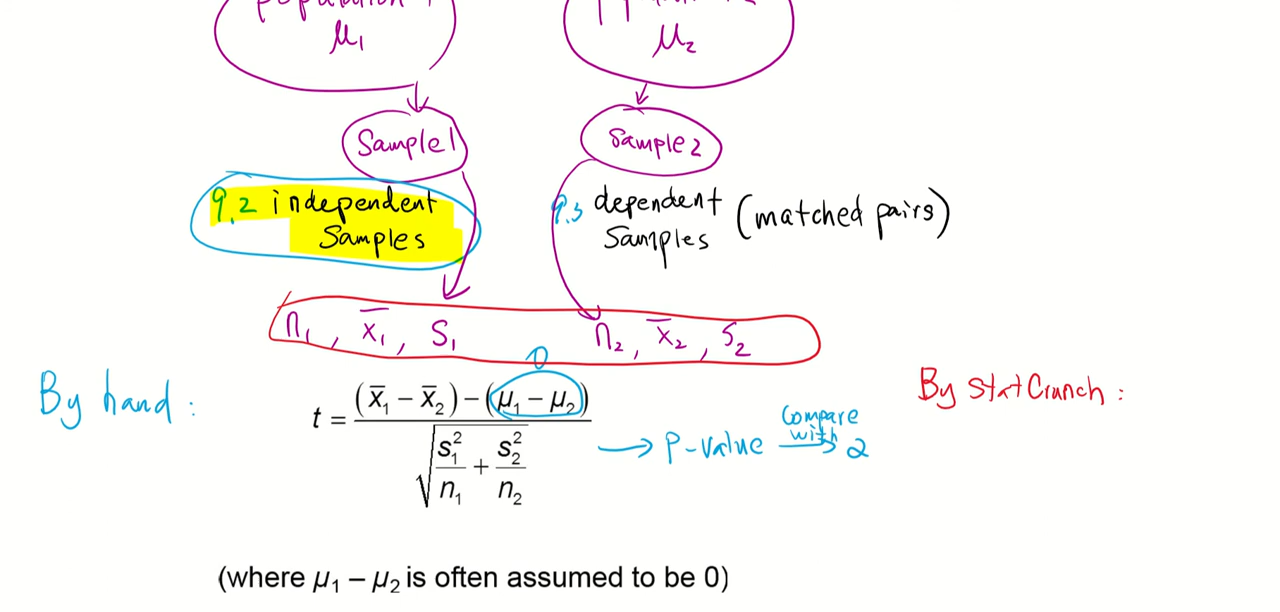 population 1
μ₁
μ₂
Sample 1
Sample 2
9.2 independent
Samples
9.3 dependent
Samples
(matched pairs)
n₁, x̄₁, S₁
n₂, x̄₂, S₂
0
By hand:
t = ((x̄₁ − x̄₂) − (μ₁ − μ₂)) / √(s₁²/n₁ + s₂²/n₂)
→ P-value compare with → α
By StatCrunch:
(where μ₁ − μ₂ is often assumed to be 0)